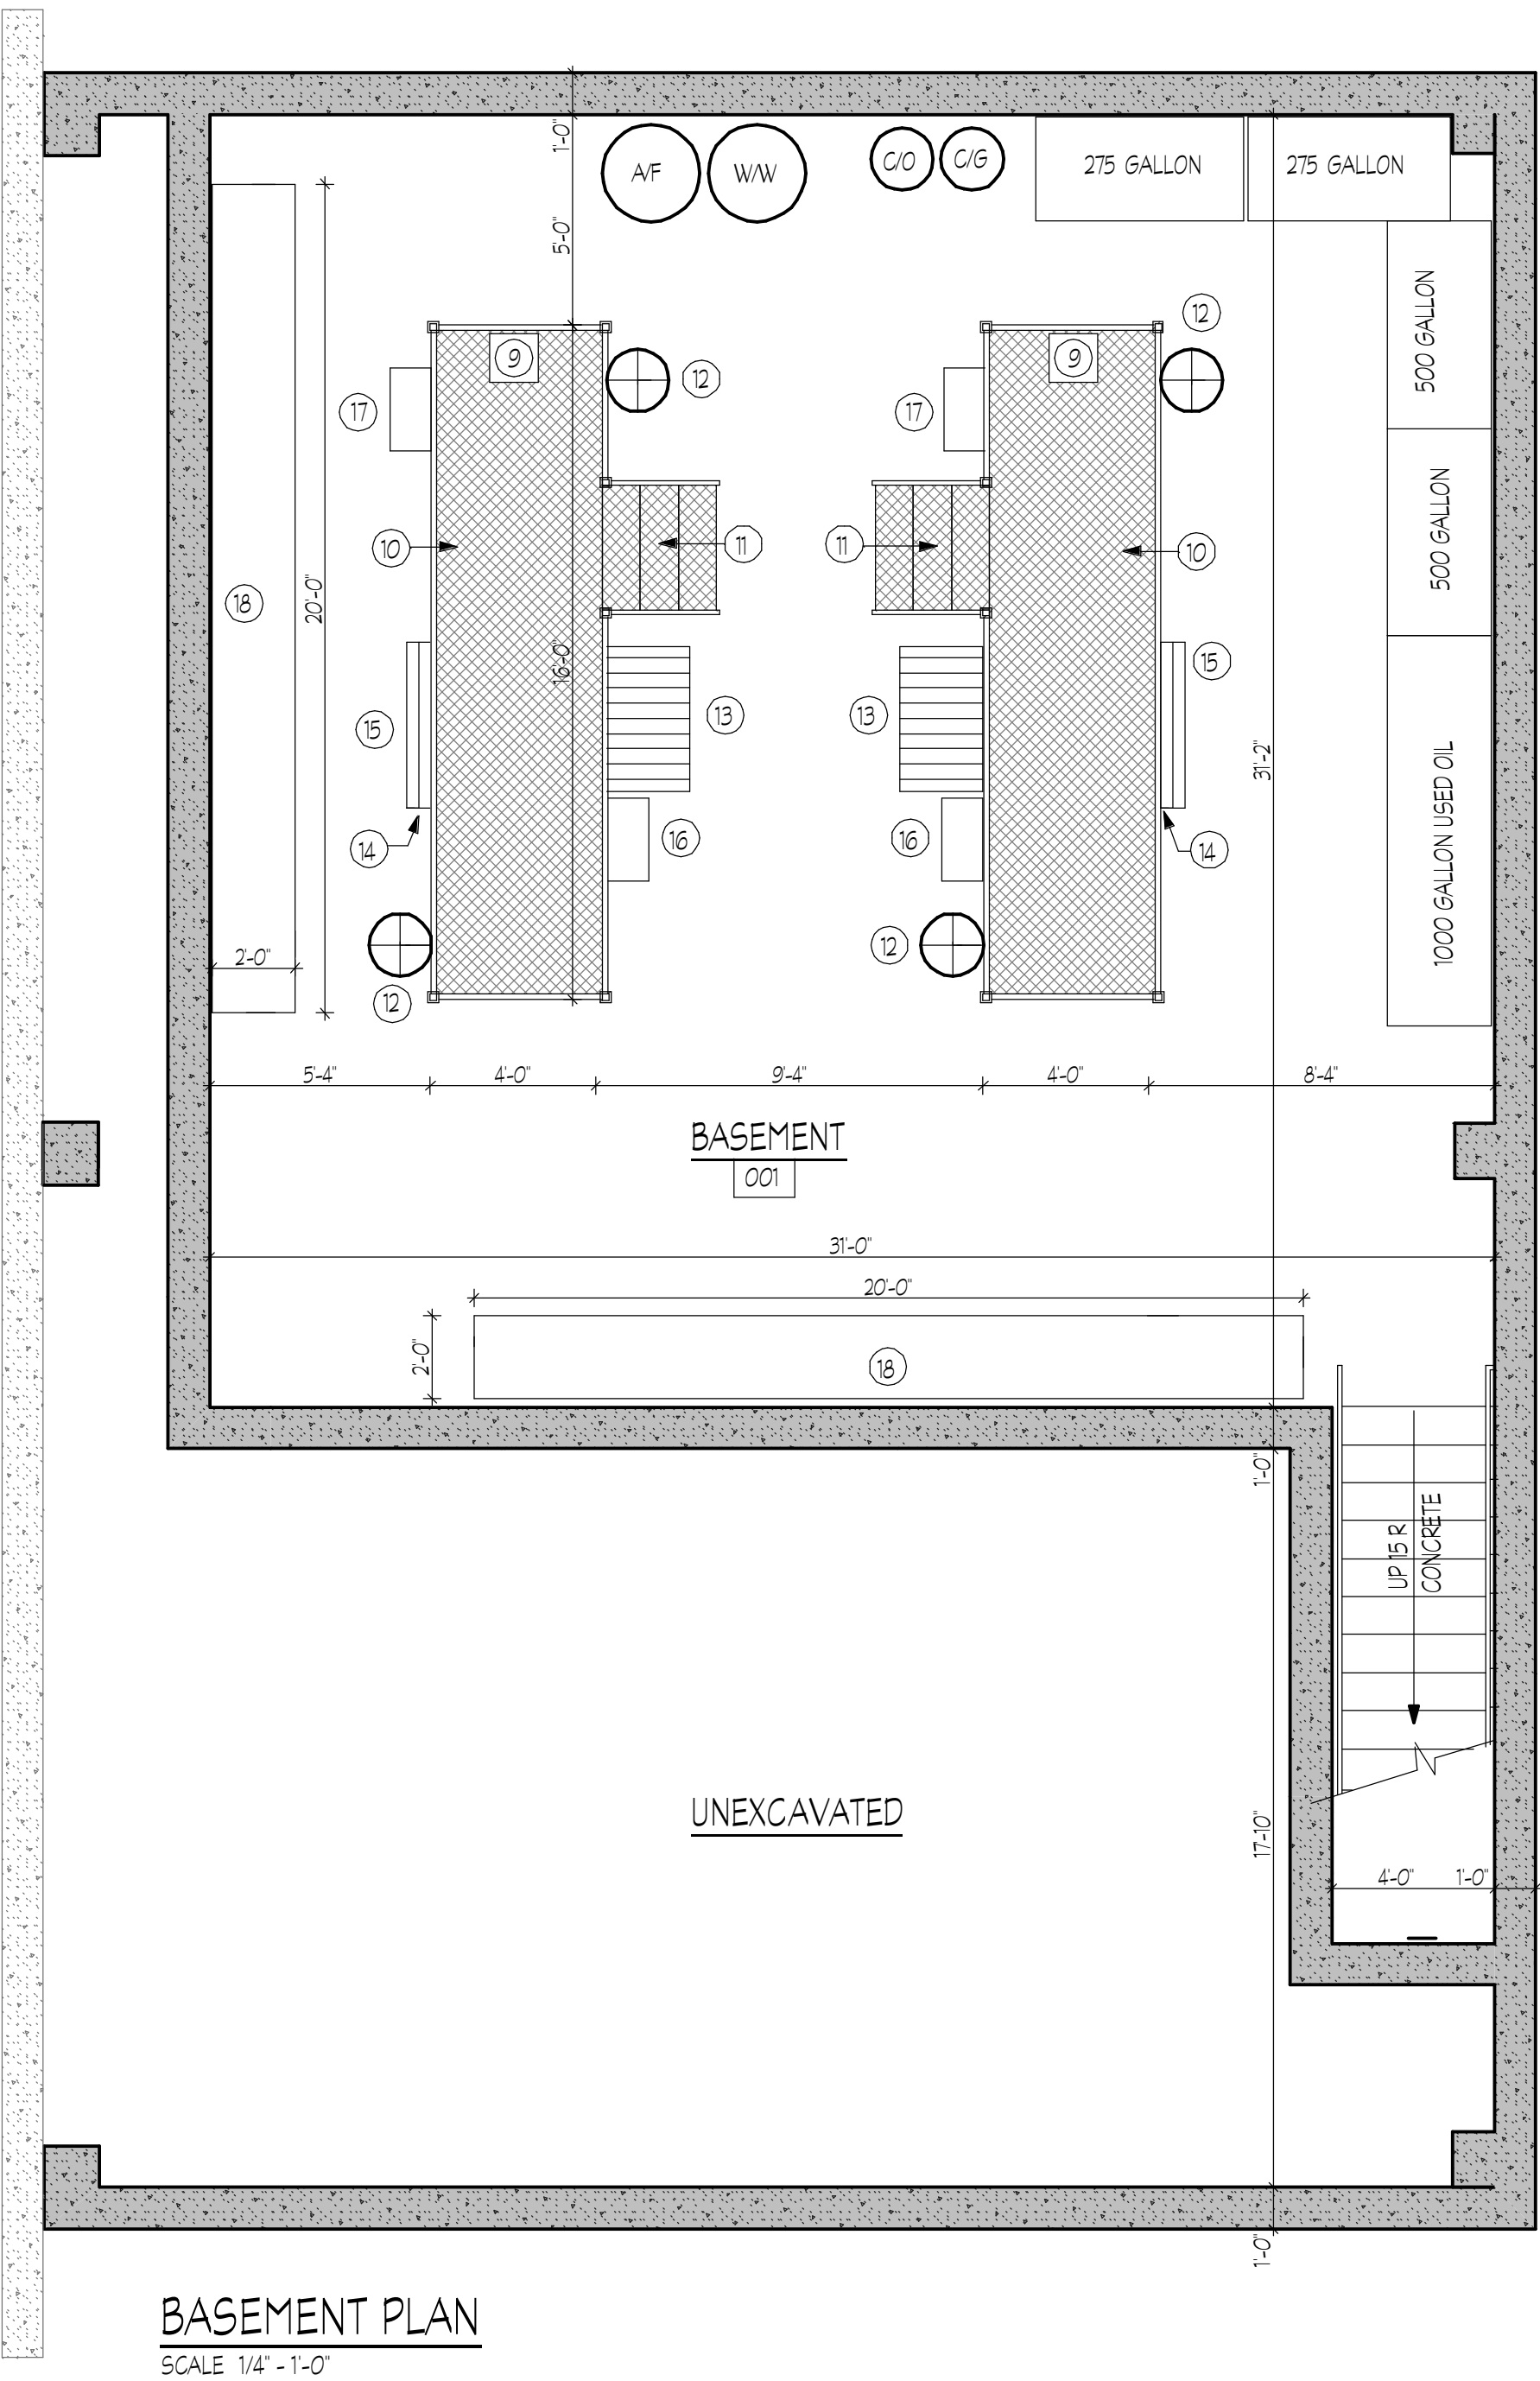 1'-0"
A/F
W/W
C/O
C/G
275 GALLON
275 GALLON
5'-0"
500 GALLON
12
9
9
12
17
17
500 GALLON
10
11
11
10
18
20'-0"
16'-0"
15
13
13
15
31'-2"
14
16
16
14
1000 GALLON USED OIL
2'-0"
12
12
5'-4"
4'-0"
9'-4"
4'-0"
8'-4"
BASEMENT
001
31'-0"
20'-0"
2'-0"
18
1'-0"
UP 15 R
CONCRETE
UNEXCAVATED
17'-10"
4'-0"
1'-0"
1'-0"
BASEMENT PLAN
SCALE 1/4" - 1'-0"